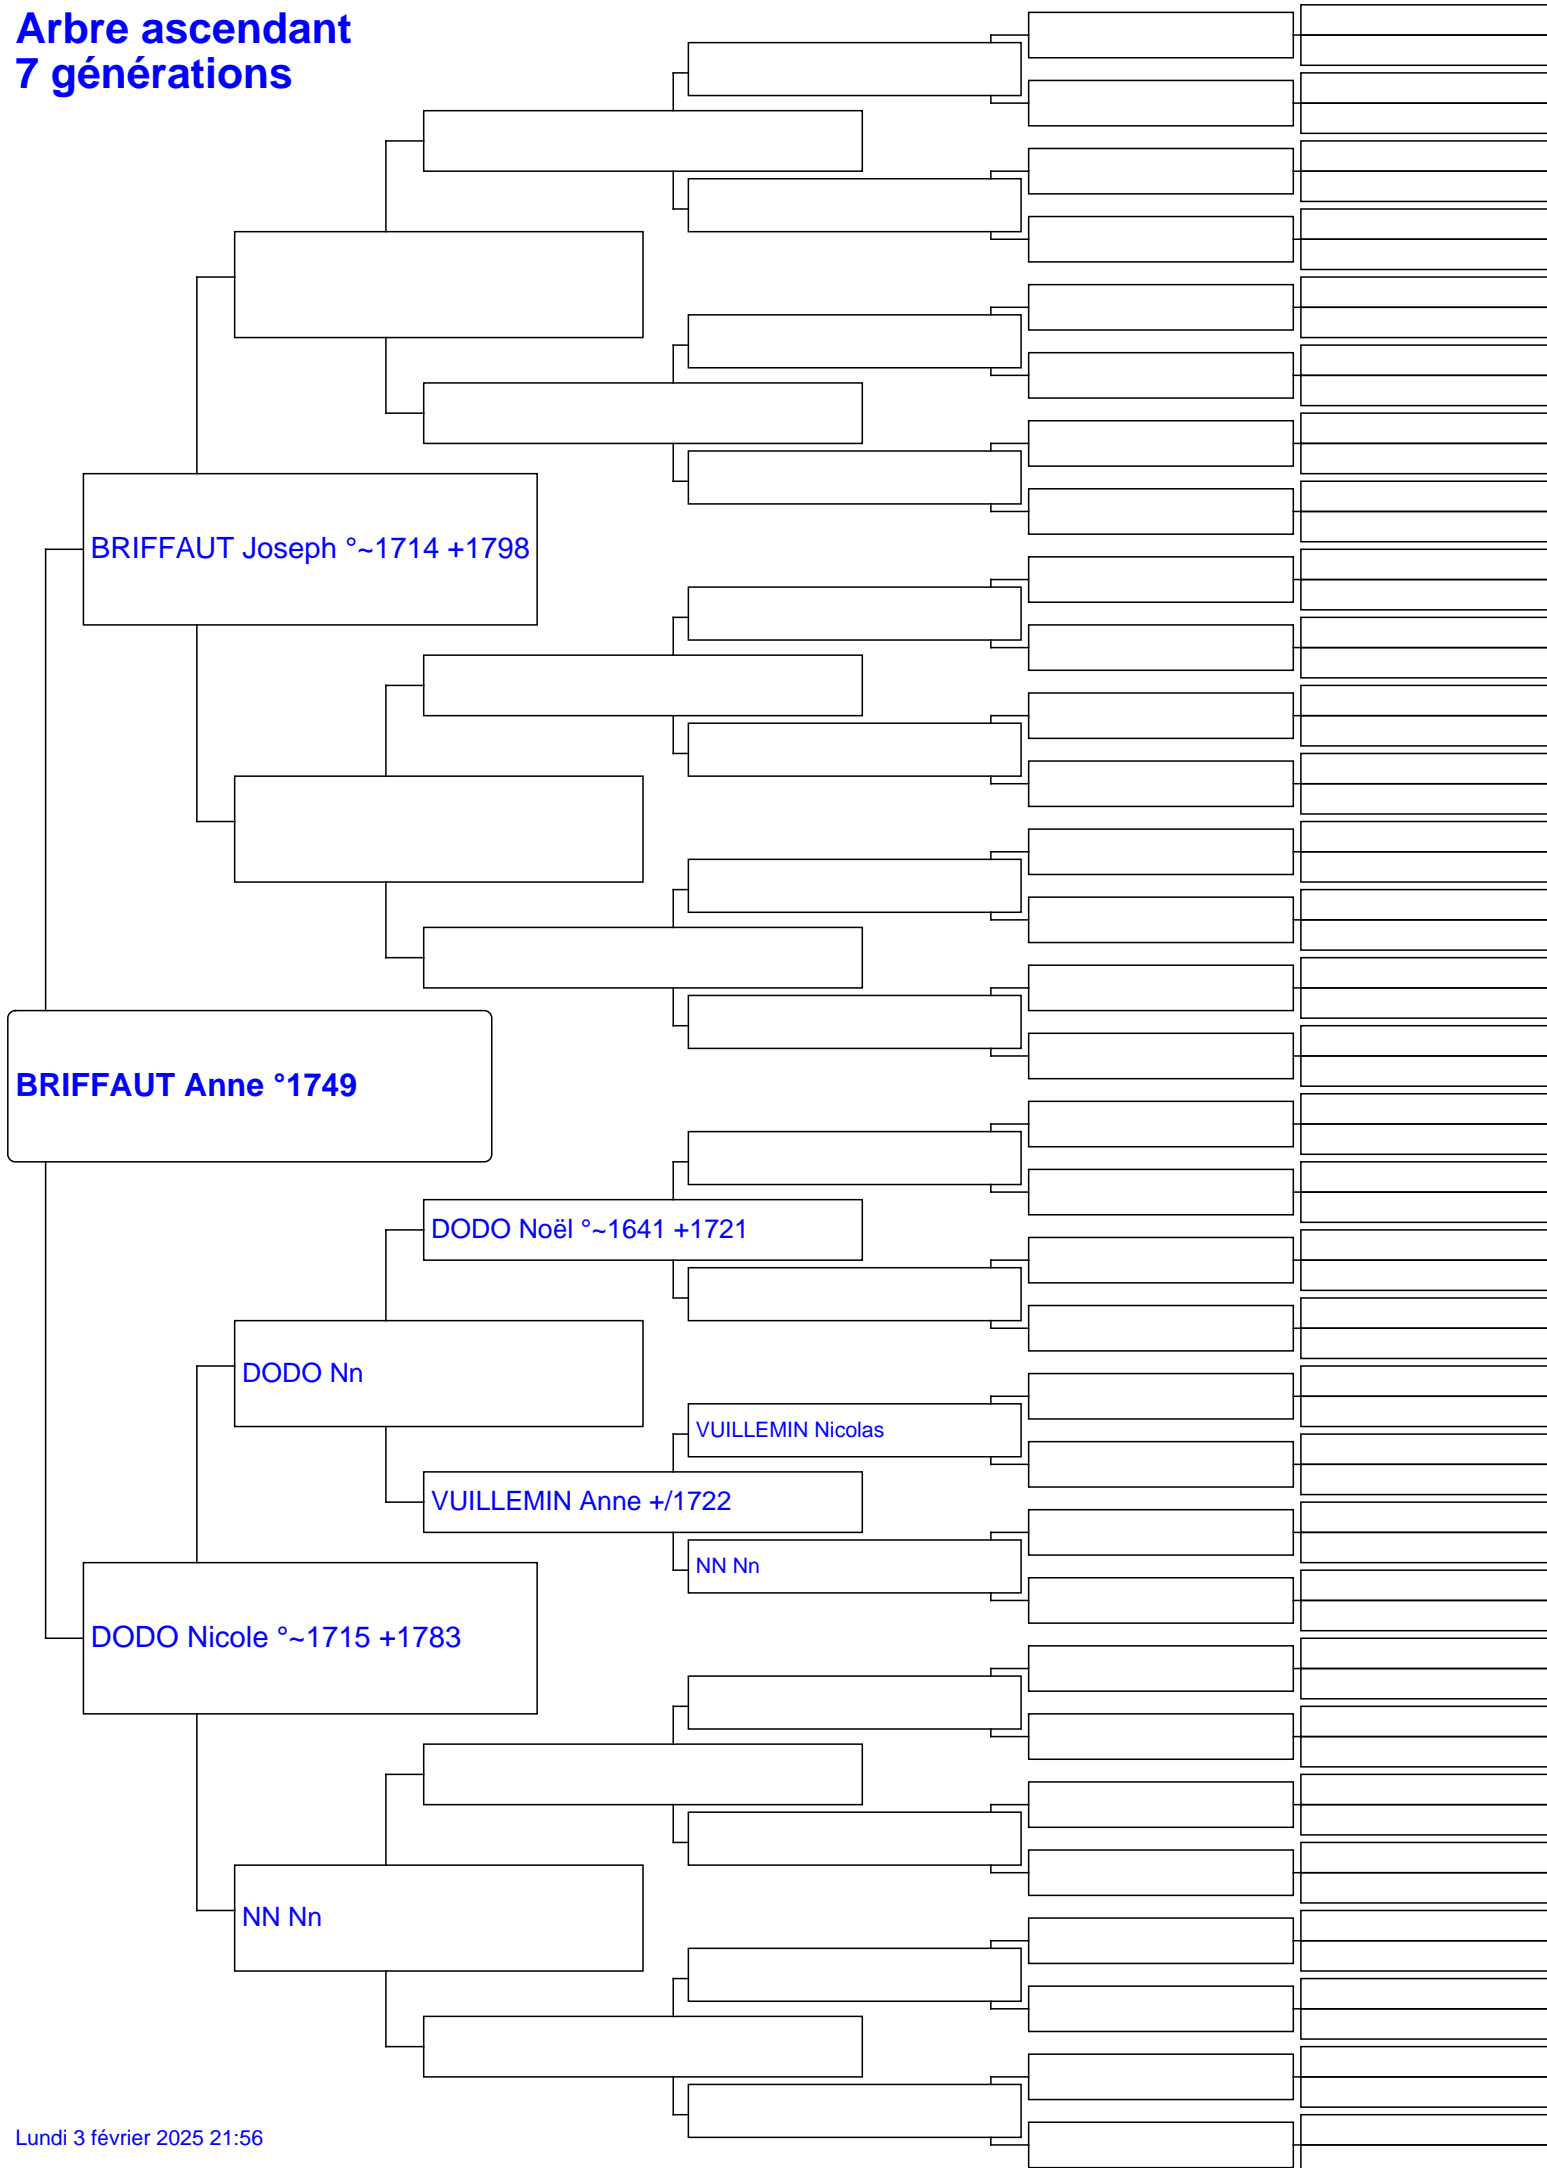 Arbre ascendant
7 générations
BRIFFAUT Joseph °~1714 +1798
BRIFFAUT Anne °1749
DODO Noël °~1641 +1721
DODO Nn
VUILLEMIN Nicolas
VUILLEMIN Anne +/1722
NN Nn
DODO Nicole °~1715 +1783
NN Nn
Lundi 3 février 2025 21:56